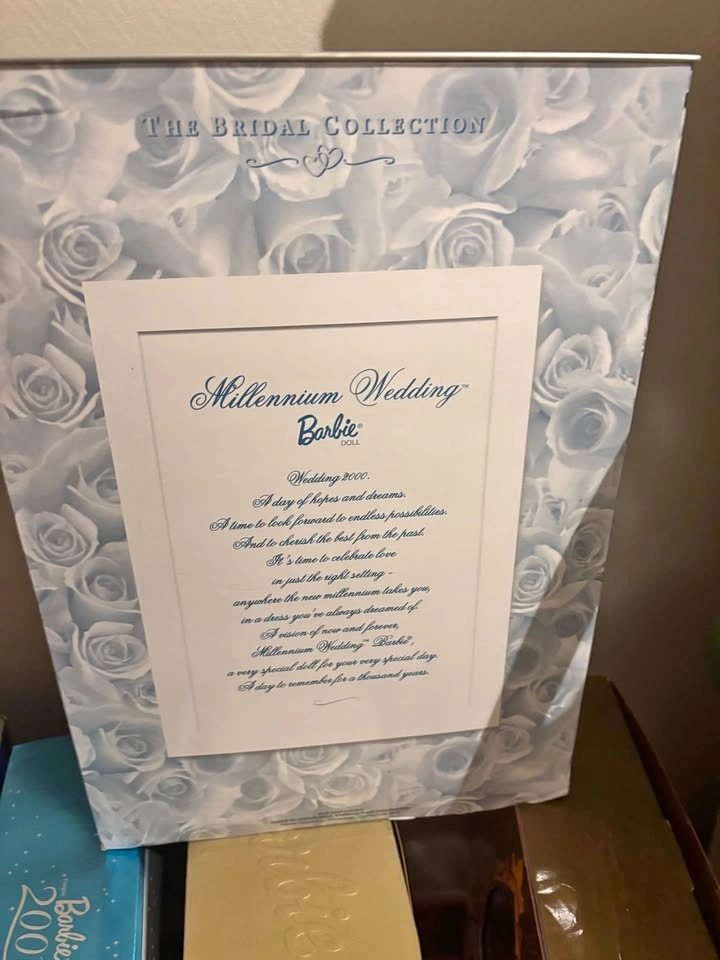 THE BRIDAL COLLECTION
Millennium Wedding™
Barbie®
DOLL
Wedding 2000.
A day of hopes and dreams.
A time to look forward to endless possibilities.
And to cherish the best from the past.
It's time to celebrate love
in just the right setting -
anywhere the new millennium takes you,
in a dress you've always dreamed of.
A vision of now and forever,
Millennium Wedding™ Barbie®,
a very special doll for your very special day.
A day to remember for a thousand years.
Barbie
200